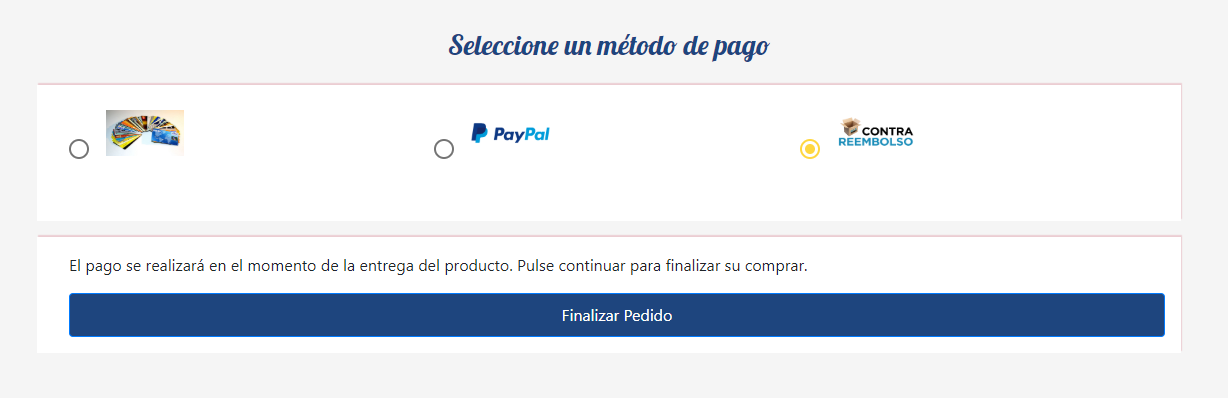 Seleccione un método de pago
PayPal
CONTRA
REEMBOLSO
El pago se realizará en el momento de la entrega del producto. Pulse continuar para finalizar su comprar.
Finalizar Pedido